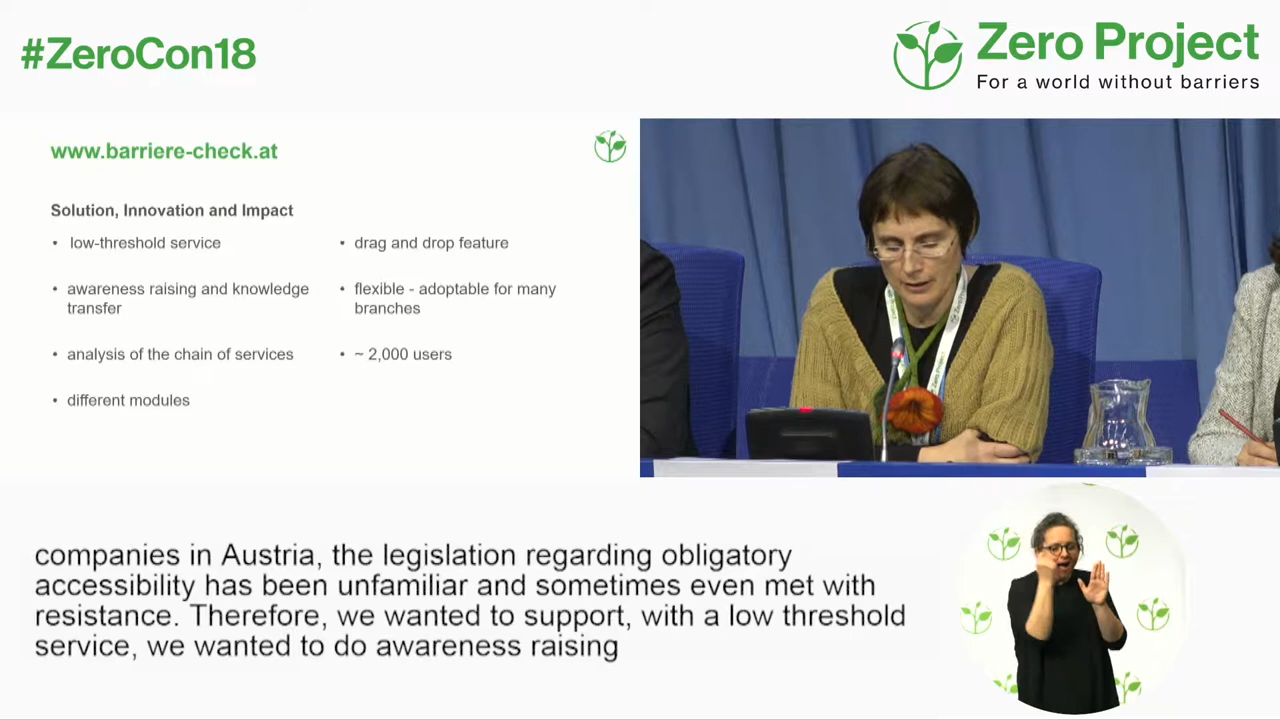 #ZeroCon18
Zero Project
For a world without barriers
www.barriere-check.at
Solution, Innovation and Impact
• low-threshold service
• awareness raising and knowledge
transfer
• analysis of the chain of services
• different modules
• drag and drop feature
• flexible - adoptable for many
branches
• ~ 2,000 users
companies in Austria, the legislation regarding obligatory
accessibility has been unfamiliar and sometimes even met with
resistance. Therefore, we wanted to support, with a low threshold
service, we wanted to do awareness raising